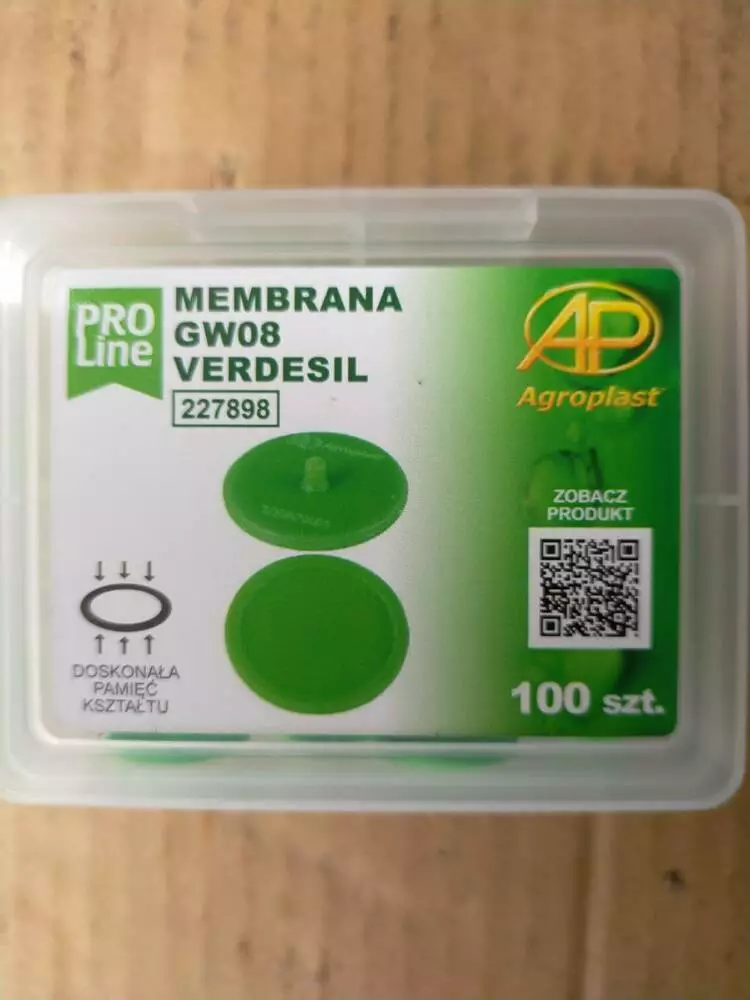 PRO
Line
MEMBRANA
GW08
VERDESIL
227898
AP
Agroplast
ZOBACZ
PRODUKT
DOSKONAŁA
PAMIĘĆ
KSZTAŁTU
100 szt.